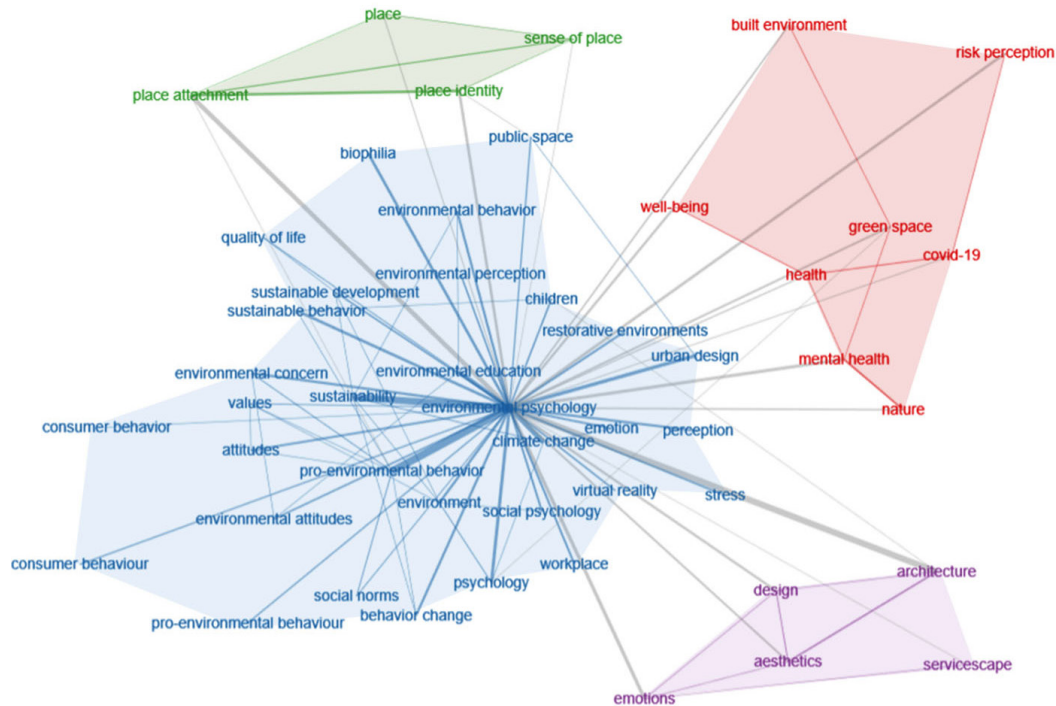 place
sense of place
place attachment
place identity
built environment
risk perception
public space
biophilia
well-being
environmental behavior
green space
quality of life
covid-19
environmental perception
health
sustainable development
children
sustainable behavior
restorative environments
urban design
mental health
environmental concern
environmental education
values
sustainability
environmental psychology
nature
consumer behavior
emotion
perception
attitudes
climate change
pro-environmental behavior
virtual reality
stress
environment
environmental attitudes
social psychology
consumer behaviour
workplace
architecture
psychology
design
social norms
behavior change
pro-environmental behaviour
aesthetics
servicescape
emotions